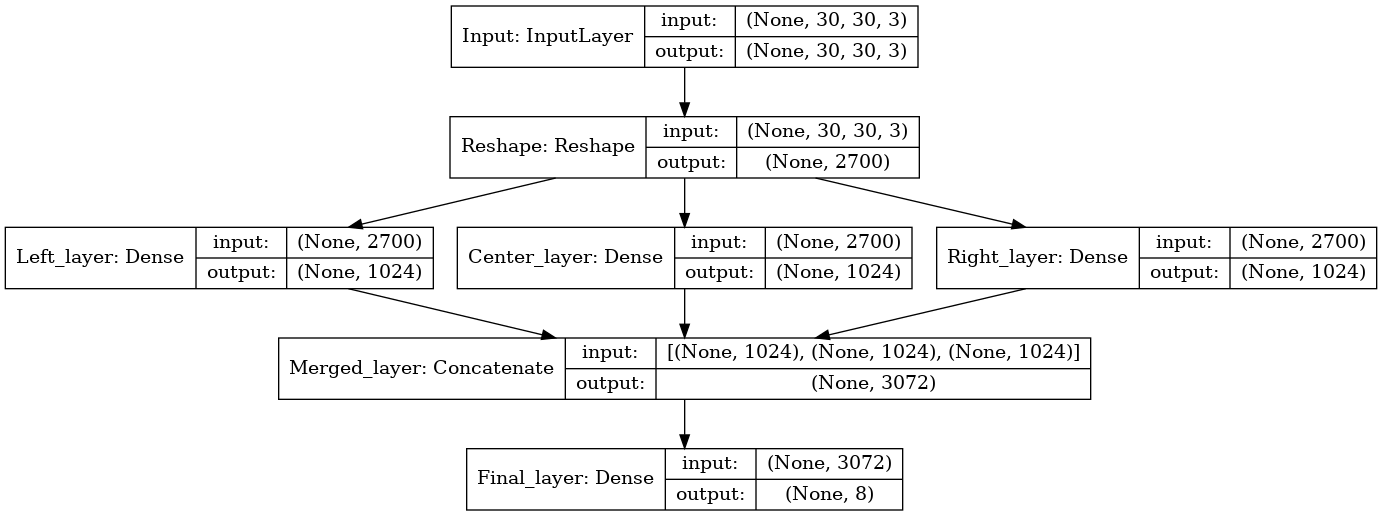 Input: InputLayer
input: (None, 30, 30, 3)
output: (None, 30, 30, 3)
Reshape: Reshape
input: (None, 30, 30, 3)
output: (None, 2700)
Left_layer: Dense
input: (None, 2700)
output: (None, 1024)
Center_layer: Dense
input: (None, 2700)
output: (None, 1024)
Right_layer: Dense
input: (None, 2700)
output: (None, 1024)
Merged_layer: Concatenate
input: [(None, 1024), (None, 1024), (None, 1024)]
output: (None, 3072)
Final_layer: Dense
input: (None, 3072)
output: (None, 8)